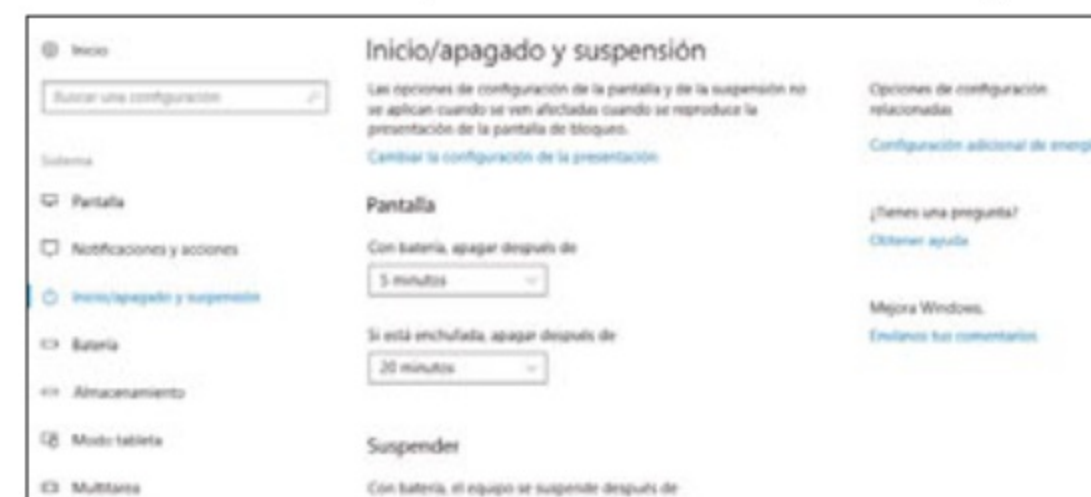 Inicio
Buscar una configuración
Sistema
Pantalla
Notificaciones y acciones
Inicio/apagado y suspensión
Batería
Almacenamiento
Modo tableta
Multitarea
Inicio/apagado y suspensión
Las opciones de configuración de la pantalla y de la suspensión no
se aplican cuando se ven afectadas cuando se reproduce la
presentación de la pantalla de bloqueo.
Cambiar la configuración de la presentación
Pantalla
Con batería, apagar después de
5 minutos
Si está enchufada, apagar después de
20 minutos
Suspender
Con batería, el equipo se suspende después de
Opciones de configuración
relacionadas
Configuración adicional de energí
¿Tienes una pregunta?
Obtener ayuda
Mejora Windows.
Envíanos tus comentarios